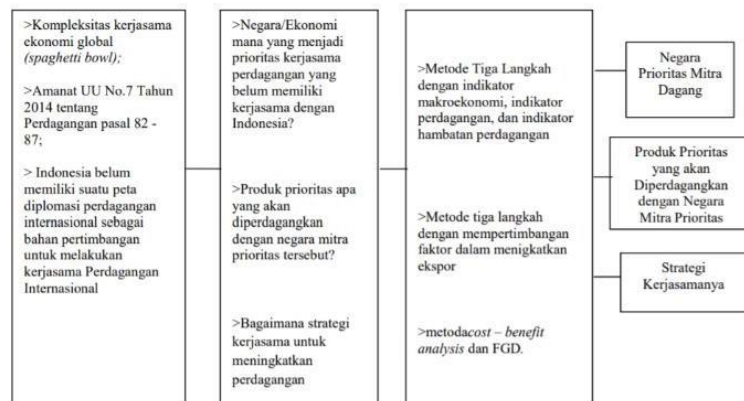 >Kompleksitas kerjasama
ekonomi global
(spaghetti bowl);
>Amanat UU No.7 Tahun
2014 tentang
Perdagangan pasal 82 -
87;
> Indonesia belum
memiliki suatu peta
diplomasi perdagangan
internasional sebagai
bahan pertimbangan
untuk melakukan
kerjasama Perdagangan
Internasional
>Negara/Ekonomi
mana yang menjadi
prioritas kerjasama
perdagangan yang
belum memiliki
kerjasama dengan
Indonesia?
>Produk prioritas apa
yang akan
diperdagangkan
dengan negara mitra
prioritas tersebut?
>Bagaimana strategi
kerjasama untuk
meningkatkan
perdagangan
>Metode Tiga Langkah
dengan indikator
makroekonomi, indikator
perdagangan, dan indikator
hambatan perdagangan
>Metode tiga langkah
dengan mempertimbangan
faktor dalam menigkatkan
ekspor
>metodacost – benefit
analysis dan FGD.
Negara
Prioritas Mitra
Dagang
Produk Prioritas
yang akan
Diperdagangkan
dengan Negara
Mitra Prioritas
Strategi
Kerjasamanya